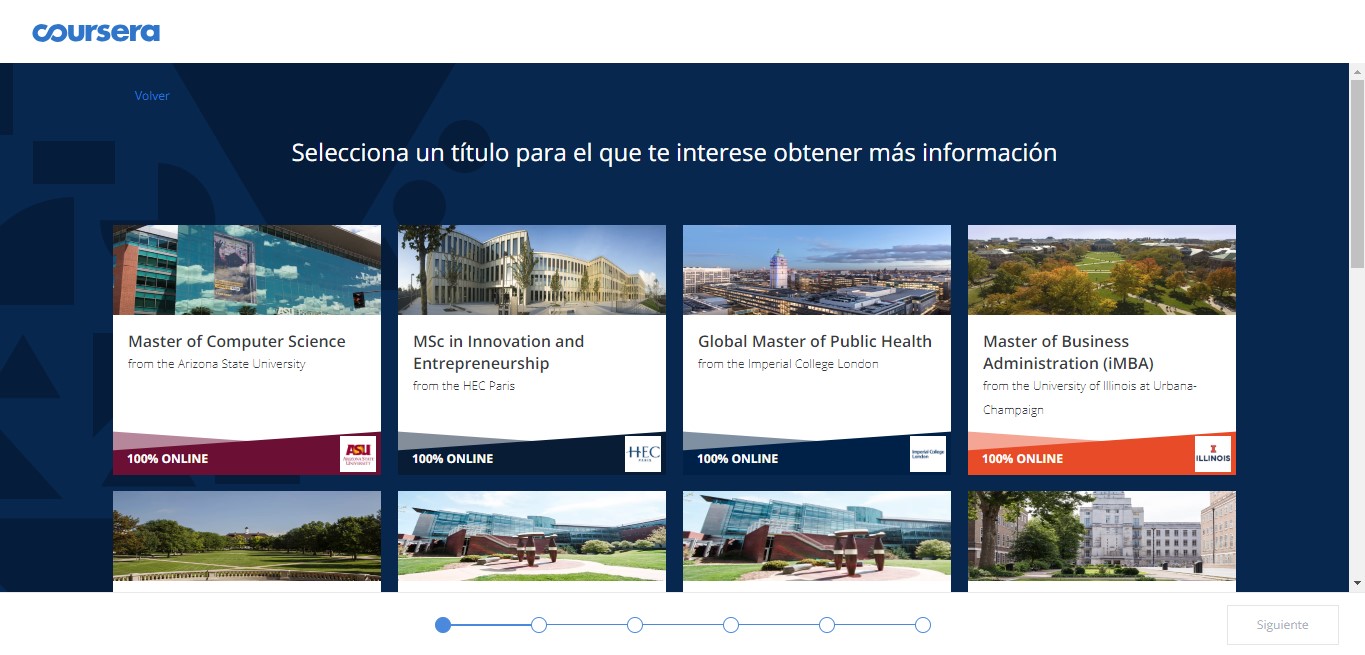 coursera
Volver
Selecciona un título para el que te interese obtener más información
Master of Computer Science
from the Arizona State University
100% ONLINE
ASU
ARIZONA STATE
UNIVERSITY
MSc in Innovation and
Entrepreneurship
from the HEC Paris
100% ONLINE
HEC
PARIS
Global Master of Public Health
from the Imperial College London
100% ONLINE
Imperial College
London
Master of Business
Administration (iMBA)
from the University of Illinois at Urbana-
Champaign
100% ONLINE
I
ILLINOIS
Siguiente